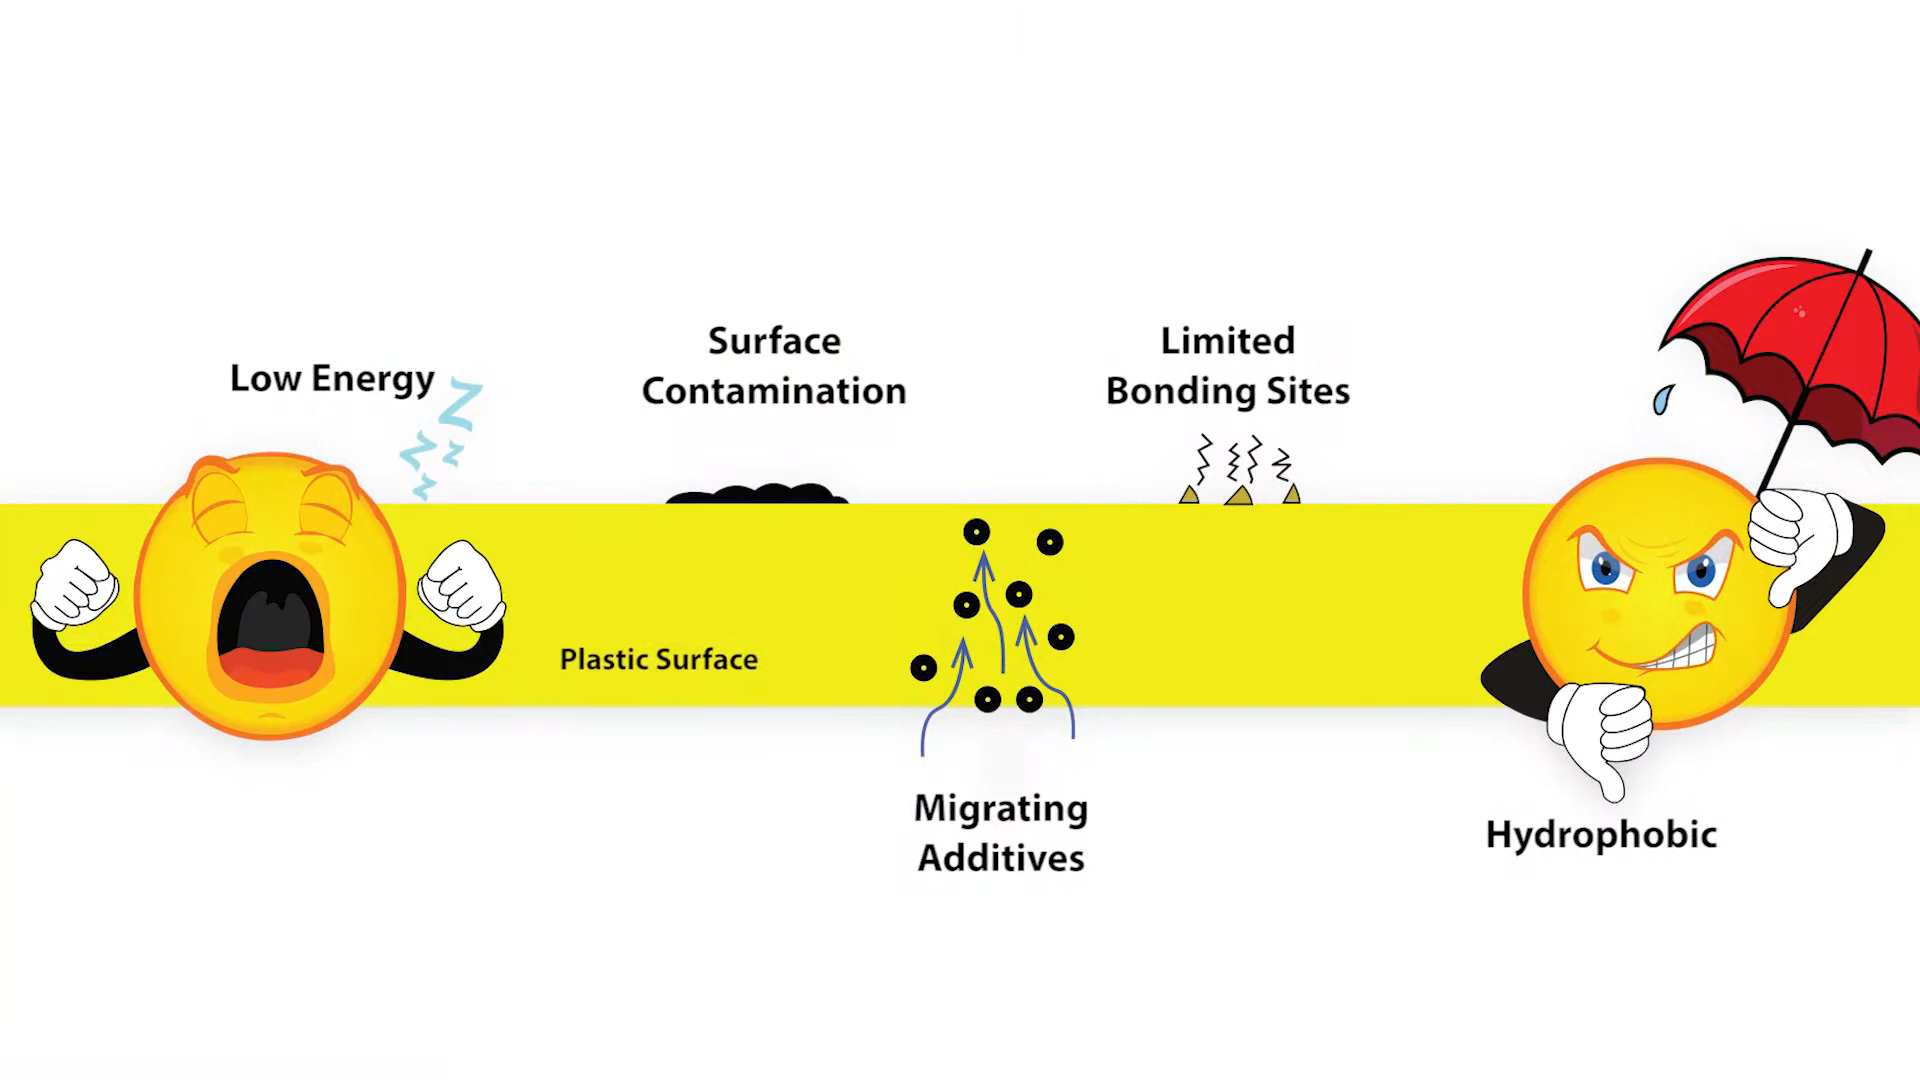 Low Energy
Z
Z
Z
Z
Surface
Contamination
Limited
Bonding Sites
Plastic Surface
Migrating
Additives
Hydrophobic